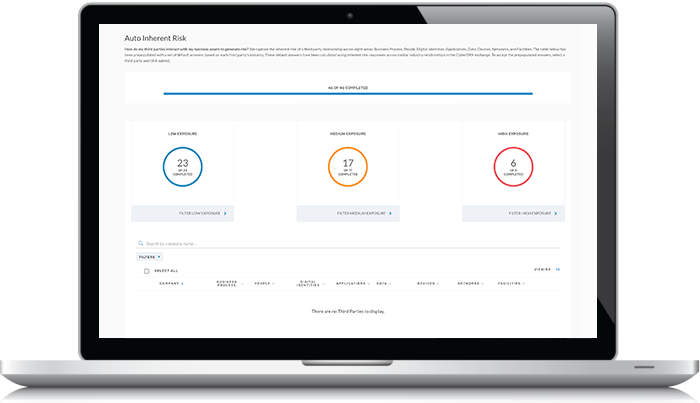 Auto Inherent Risk
How do my third parties interact with my business assets to generate risk? We capture the inherent risk of a third party relationship across eight areas: Business Process, People, Digital Identities, Applications, Data, Devices, Networks, and Facilities. The table below has
been prepopulated with a set of default answers based on each third party's industry. These default answers have been calculated using inherent risk responses across similar industry relationships in the CyberGRX exchange. To accept the prepopulated answers, select a
third party and click submit.
46 OF 46 COMPLETED
LOW EXPOSURE MEDIUM EXPOSURE HIGH EXPOSURE
23 17 6
OF 23 OF 17 OF 6
COMPLETED COMPLETED COMPLETED
FILTER LOW EXPOSURE FILTER MEDIUM EXPOSURE FILTER HIGH EXPOSURE
Search by company name...
FILTERS
SELECT ALL VIEWING
COMPANY BUSINESS PROCESS PEOPLE DIGITAL IDENTITIES APPLICATIONS DATA DEVICES NETWORKS FACILITIES
There are no Third Parties to display.